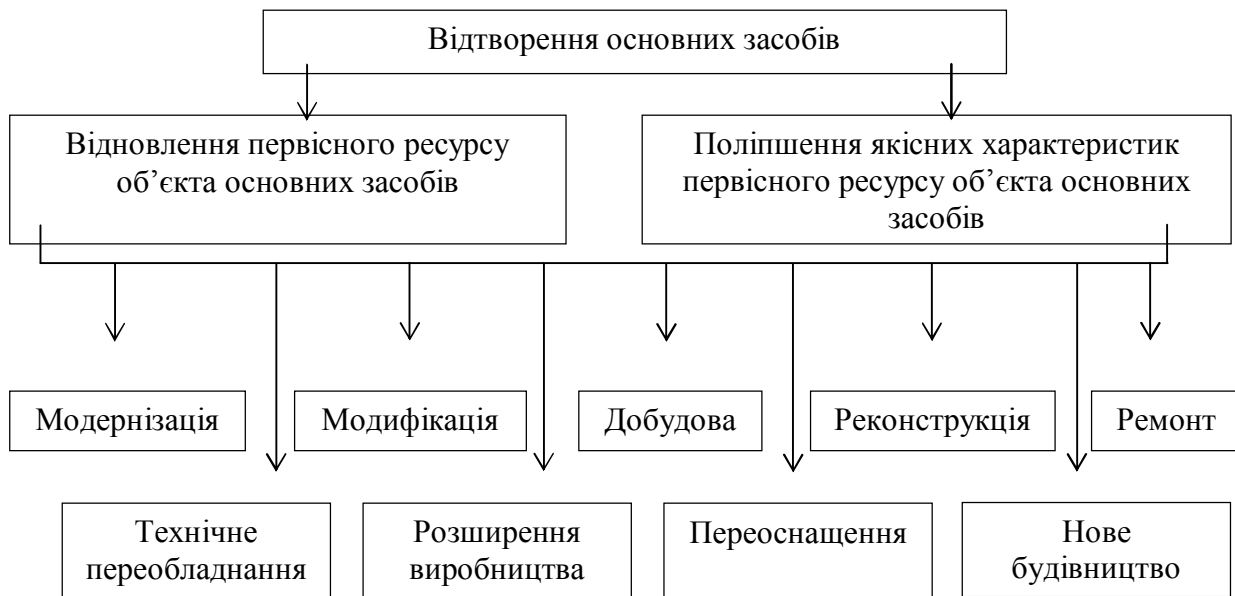 Відтворення основних засобів
Відновлення первісного ресурсу
об’єкта основних засобів
Поліпшення якісних характеристик
первісного ресурсу об’єкта основних
засобів
Модернізація
Модифікація
Добудова
Реконструкція
Ремонт
Технічне
переобладнання
Розширення
виробництва
Переоснащення
Нове
будівництво